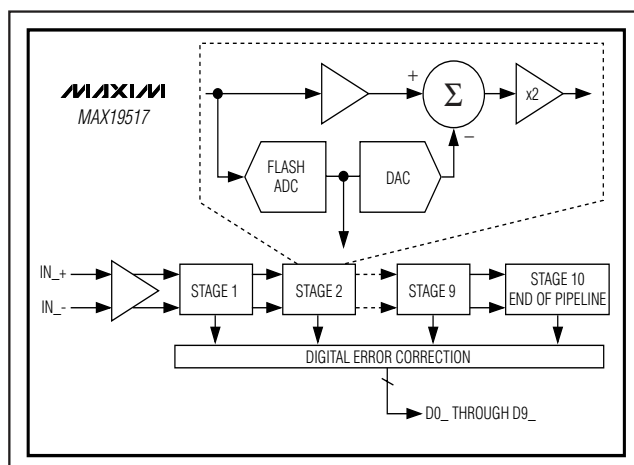 MAXIM
MAX19517
+
Σ
x2
−
FLASH
ADC
DAC
IN_+
IN_-
STAGE 1
STAGE 2
STAGE 9
STAGE 10
END OF PIPELINE
DIGITAL ERROR CORRECTION
D0_ THROUGH D9_